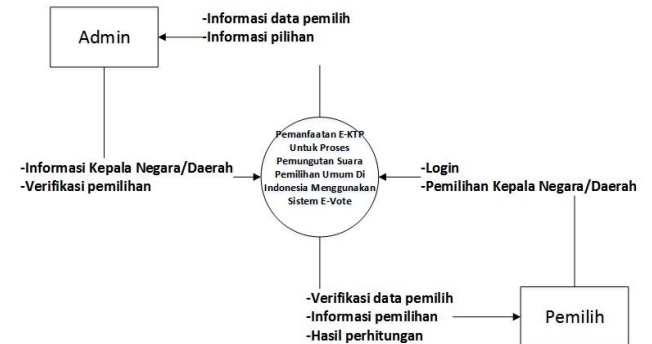 -Informasi data pemilih
-Informasi pilihan
Admin
Pemanfaatan E-KTP
Untuk Proses
Pemungutan Suara
Pemilihan Umum Di
Indonesia Menggunakan
Sistem E-Vote
-Informasi Kepala Negara/Daerah
-Verifikasi pemilihan
-Login
-Pemilihan Kepala Negara/Daerah
-Verifikasi data pemilih
-Informasi pemilihan
-Hasil perhitungan
Pemilih